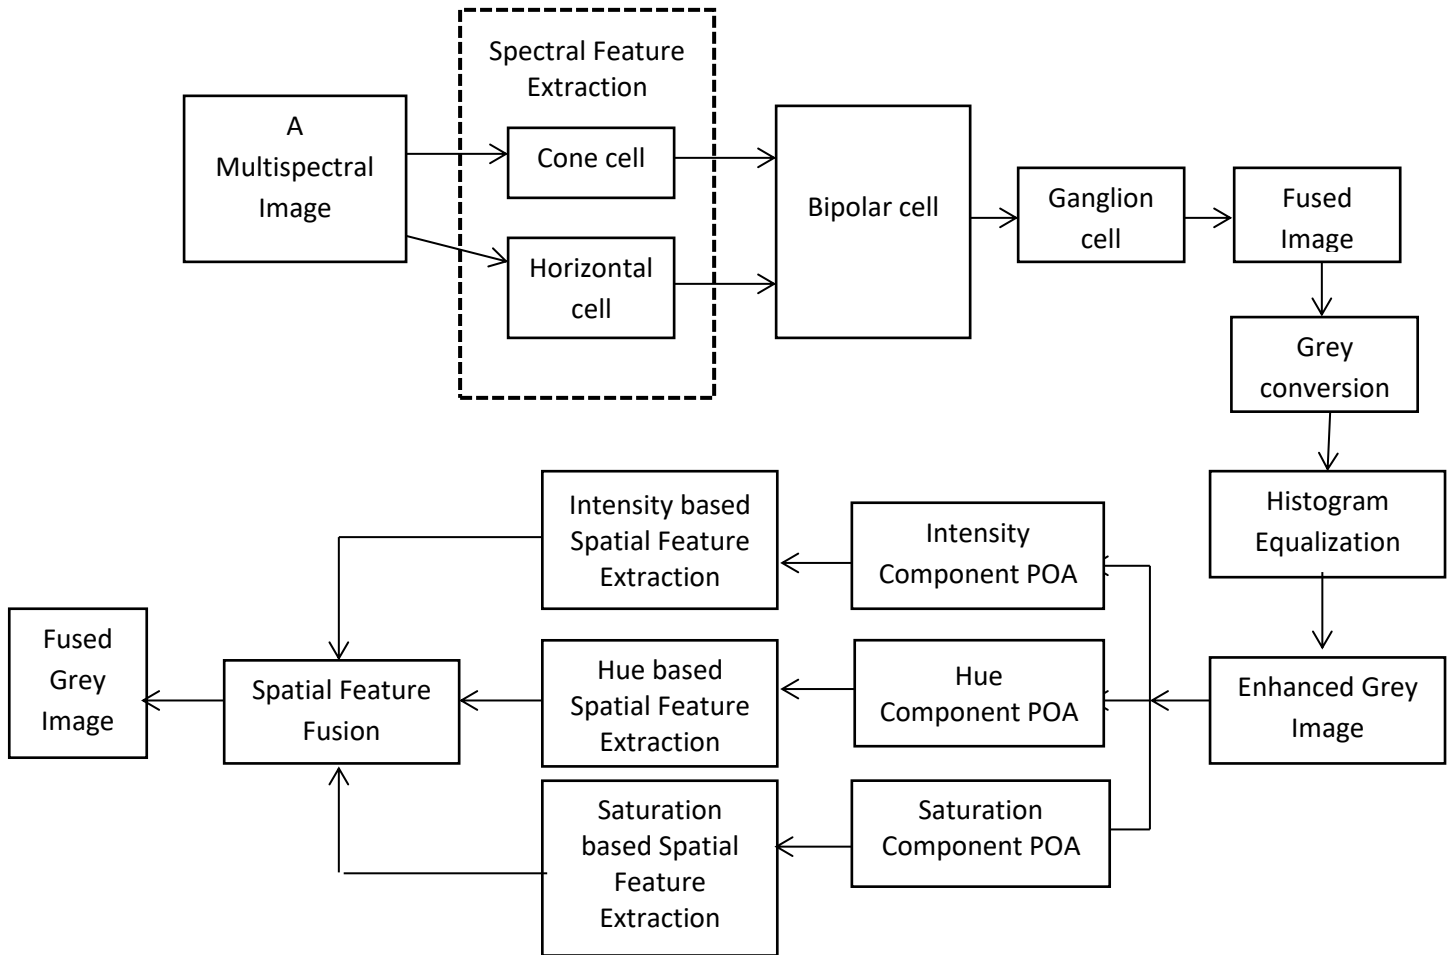 Spectral Feature
Extraction
A
Multispectral
Image
Cone cell
Horizontal
cell
Bipolar cell
Ganglion
cell
Fused
Image
Grey
conversion
Histogram
Equalization
Enhanced Grey
Image
Intensity
Component POA
Hue
Component POA
Saturation
Component POA
Intensity based
Spatial Feature
Extraction
Hue based
Spatial Feature
Extraction
Saturation
based Spatial
Feature
Extraction
Spatial Feature
Fusion
Fused
Grey
Image